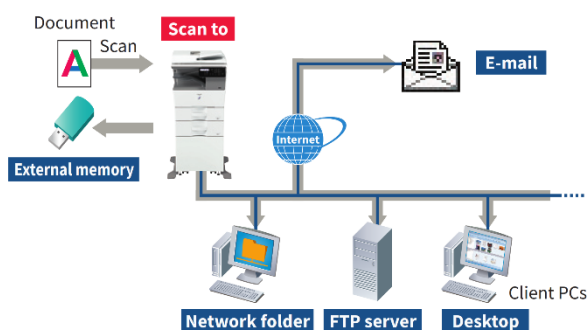 Document
Scan to
A
Scan
E-mail
Internet
External memory
Client PCs
Network folder
FTP server
Desktop